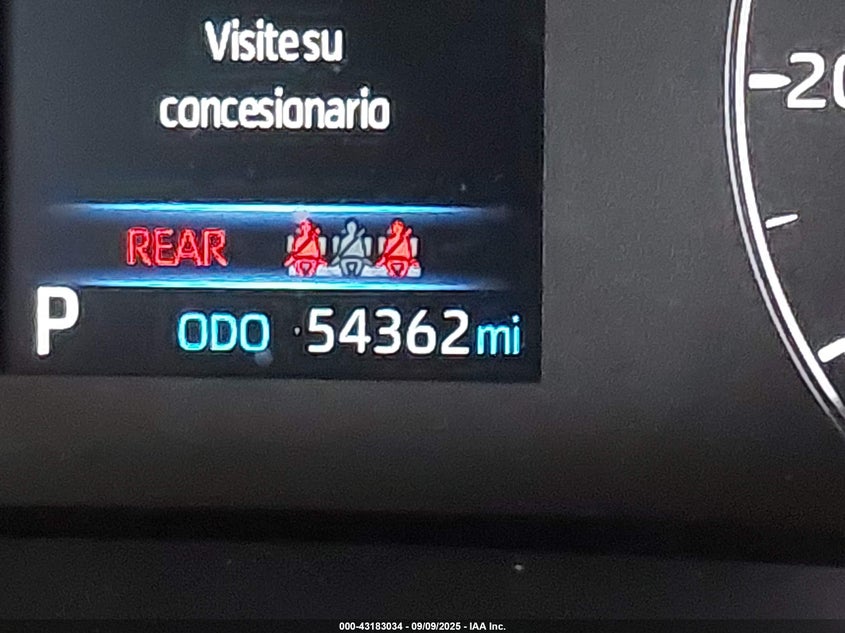 Visite su
concesionario
REAR
P ODO 54362 mi
20
000-43183034 - 09/09/2025 - IAA Inc.